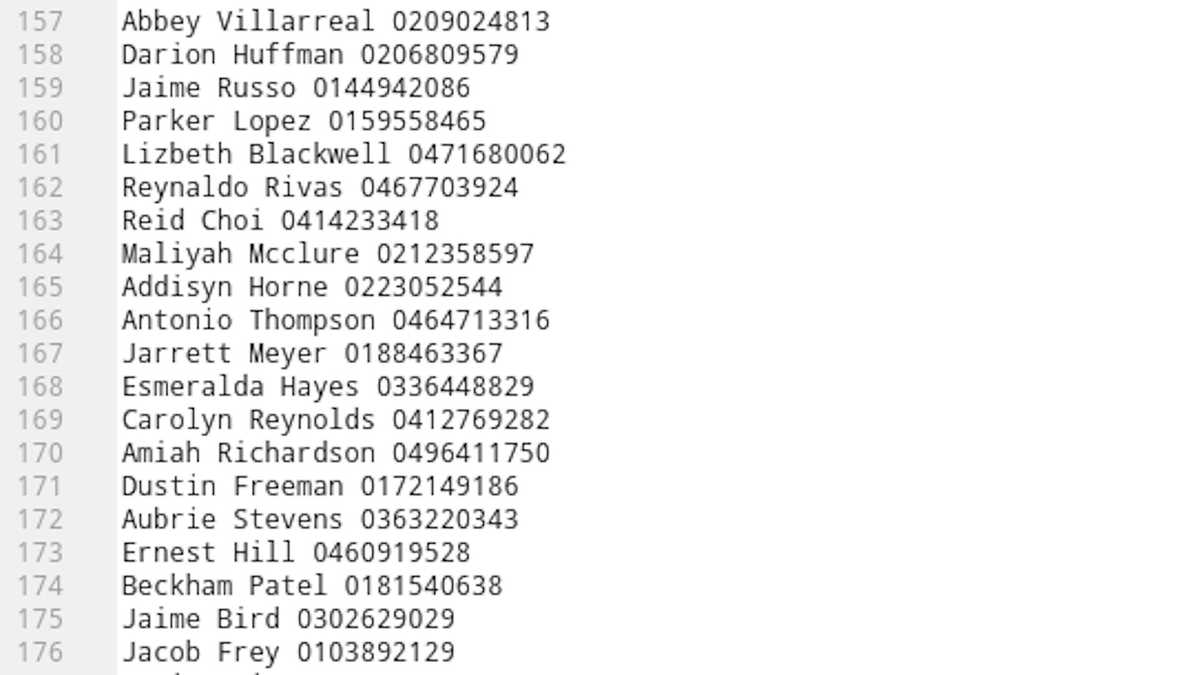 157 Abbey Villarreal 0209024813
158 Darion Huffman 0206809579
159 Jaime Russo 0144942086
160 Parker Lopez 0159558465
161 Lizbeth Blackwell 0471680062
162 Reynaldo Rivas 0467703924
163 Reid Choi 0414233418
164 Maliyah Mcclure 0212358597
165 Addisyn Horne 0223052544
166 Antonio Thompson 0464713316
167 Jarrett Meyer 0188463367
168 Esmeralda Hayes 0336448829
169 Carolyn Reynolds 0412769282
170 Amiah Richardson 0496411750
171 Dustin Freeman 0172149186
172 Aubrie Stevens 0363220343
173 Ernest Hill 0460919528
174 Beckham Patel 0181540638
175 Jaime Bird 0302629029
176 Jacob Frey 0103892129